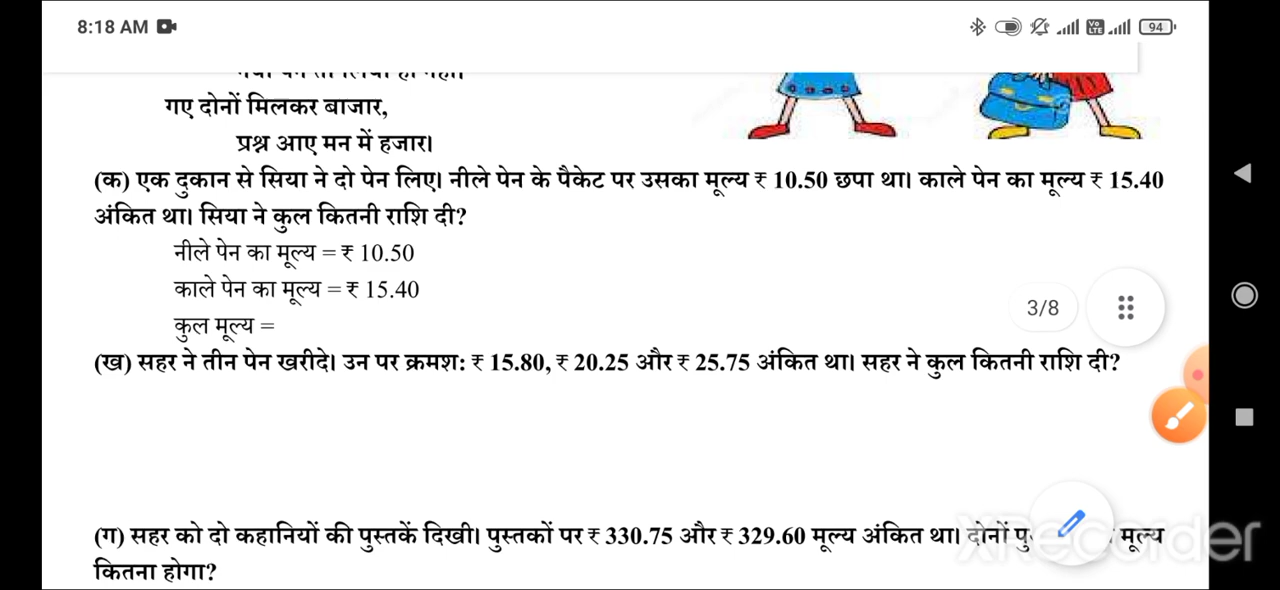 8:18 AM
94
गए दोनों मिलकर बाजार,
प्रश्न आए मन में हजार।
(क) एक दुकान से सिया ने दो पेन लिए। नीले पेन के पैकेट पर उसका मूल्य ₹ 10.50 छपा था। काले पेन का मूल्य ₹ 15.40
अंकित था। सिया ने कुल कितनी राशि दी?
नीले पेन का मूल्य = ₹ 10.50
काले पेन का मूल्य = ₹ 15.40
3/8
कुल मूल्य =
(ख) सहर ने तीन पेन खरीदे। उन पर क्रमश: ₹ 15.80, ₹ 20.25 और ₹ 25.75 अंकित था। सहर ने कुल कितनी राशि दी?
(ग) सहर को दो कहानियों की पुस्तकें दिखी। पुस्तकों पर ₹ 330.75 और ₹ 329.60 मूल्य अंकित था। दोनों मूल्य
कितना होगा?
XRecorder